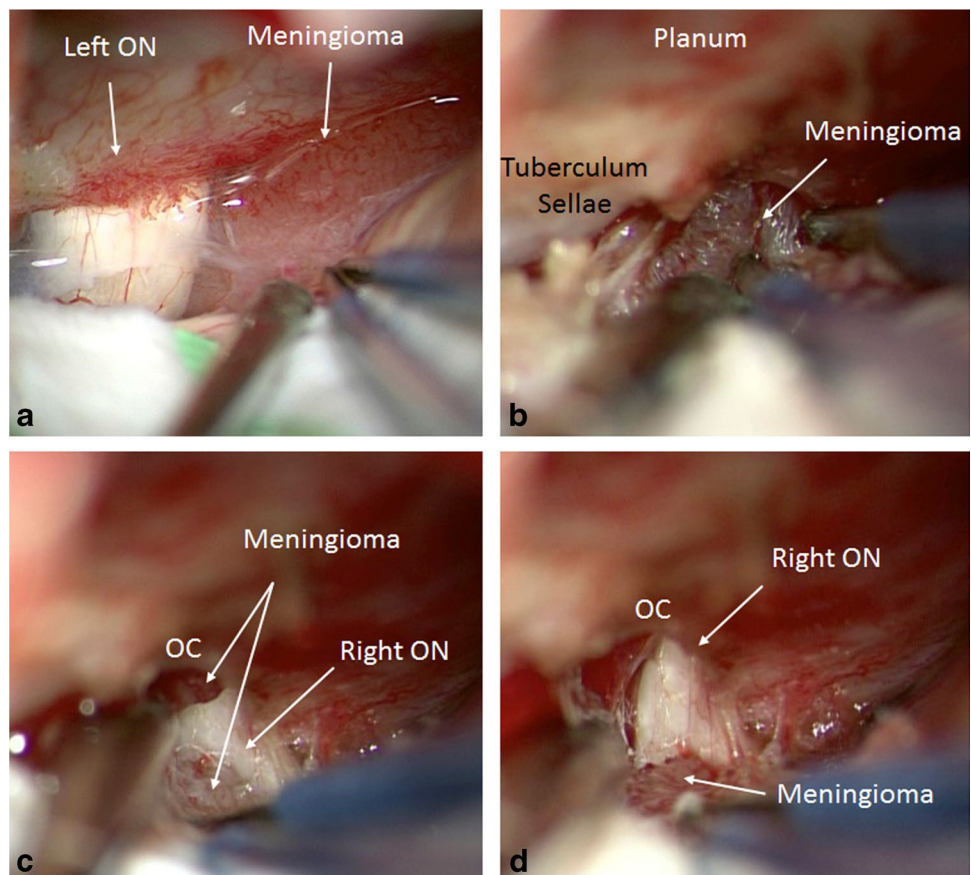 Left ON
Meningioma
a
Planum
Meningioma
Tuberculum
Sellae
b
Meningioma
OC
Right ON
c
Right ON
OC
Meningioma
d